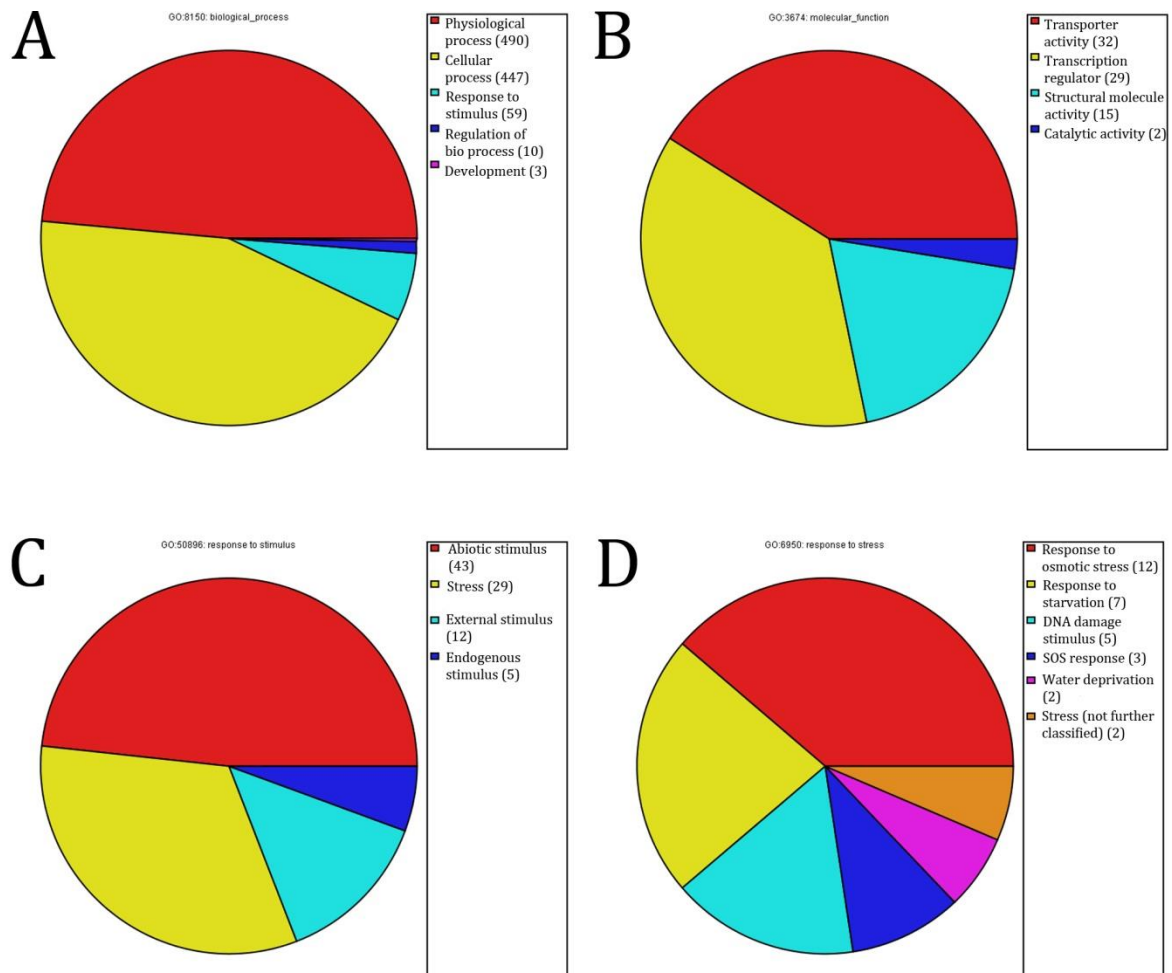 A
GO:8150: biological_process
Physiological
process (490)
Cellular
process (447)
Response to
stimulus (59)
Regulation of
bio process (10)
Development (3)
B
GO:3674: molecular_function
Transporter
activity (32)
Transcription
regulator (29)
Structural molecule
activity (15)
Catalytic activity (2)
C
GO:50896: response to stimulus
Abiotic stimulus
(43)
Stress (29)
External stimulus
(12)
Endogenous
stimulus (5)
D
GO:6950: response to stress
Response to
osmotic stress (12)
Response to
starvation (7)
DNA damage
stimulus (5)
SOS response (3)
Water deprivation
(2)
Stress (not further
classified) (2)